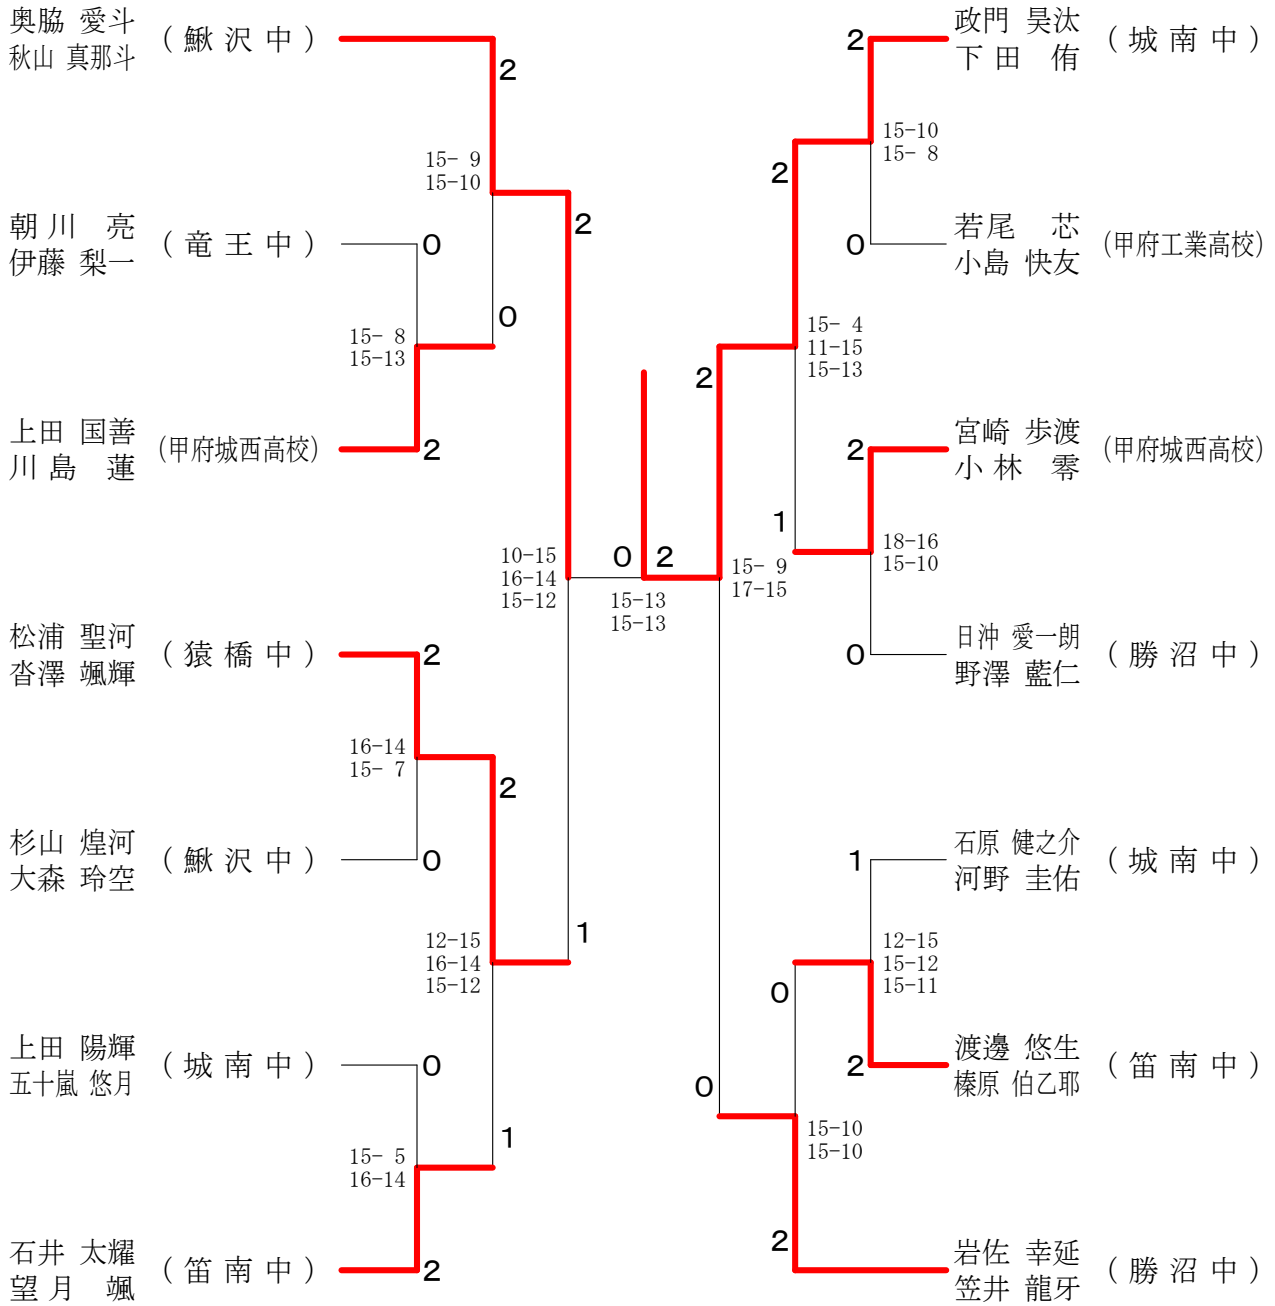 奥脇 愛斗
秋山 真那斗
( 鰍 沢 中 )
2
15- 9
15-10
朝 川 亮
伊藤 梨一
( 竜 王 中 )
0
0
15- 8
15-13
上田 国善
川 島 蓮
(甲府城西高校)
2
2
10-15
16-14
15-12
松浦 聖河
沓澤 颯輝
( 猿 橋 中 )
2
16-14
15- 7
2
杉山 煌河
大森 玲空
( 鰍 沢 中 )
0
1
12-15
16-14
15-12
上田 陽輝
五十嵐 悠月
( 城 南 中 )
0
1
15- 5
16-14
石井 太耀
望 月 颯
( 笛 南 中 )
2
0
2
15-13
15-13
政門 昊汰
下 田 侑
( 城 南 中 )
2
15-10
15- 8
2
若尾 芯
小島 快友
(甲府工業高校)
0
15- 4
11-15
15-13
2
宮崎 歩渡
小 林 零
(甲府城西高校)
2
1
18-16
15-10
15- 9
17-15
日沖 愛一朗
野澤 藍仁
( 勝 沼 中 )
0
石原 健之介
河野 圭佑
( 城 南 中 )
1
12-15
15-12
15-11
0
渡邊 悠生
榛原 伯乙耶
( 笛 南 中 )
2
0
15-10
15-10
岩佐 幸延
笠井 龍牙
( 勝 沼 中 )
2